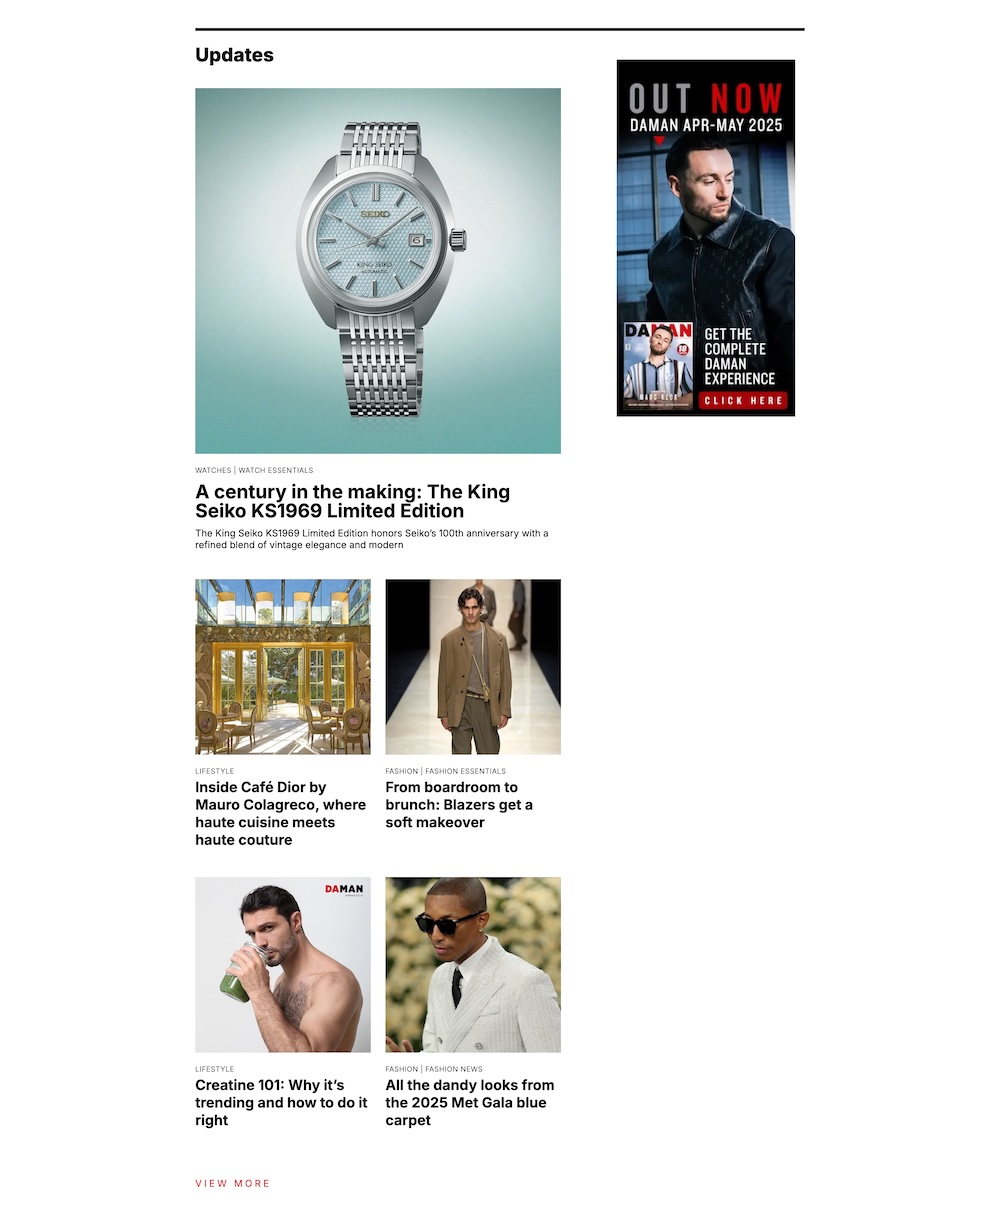 Updates
SEIKO
6
KING SEIKO
AUTOMATIC
WATCHES | WATCH ESSENTIALS
A century in the making: The King
Seiko KS1969 Limited Edition
The King Seiko KS1969 Limited Edition honors Seiko’s 100th anniversary with a
refined blend of vintage elegance and modern
LIFESTYLE
Inside Café Dior by
Mauro Colagreco, where
haute cuisine meets
haute couture
FASHION | FASHION ESSENTIALS
From boardroom to
brunch: Blazers get a
soft makeover
DAMAN
LIFESTYLE
Creatine 101: Why it’s
trending and how to do it
right
FASHION | FASHION NEWS
All the dandy looks from
the 2025 Met Gala blue
carpet
VIEW MORE
OUT NOW
DAMAN APR-MAY 2025
DAMAN
18
MARC KLOK
GET THE
COMPLETE
DAMAN
EXPERIENCE
CLICK HERE